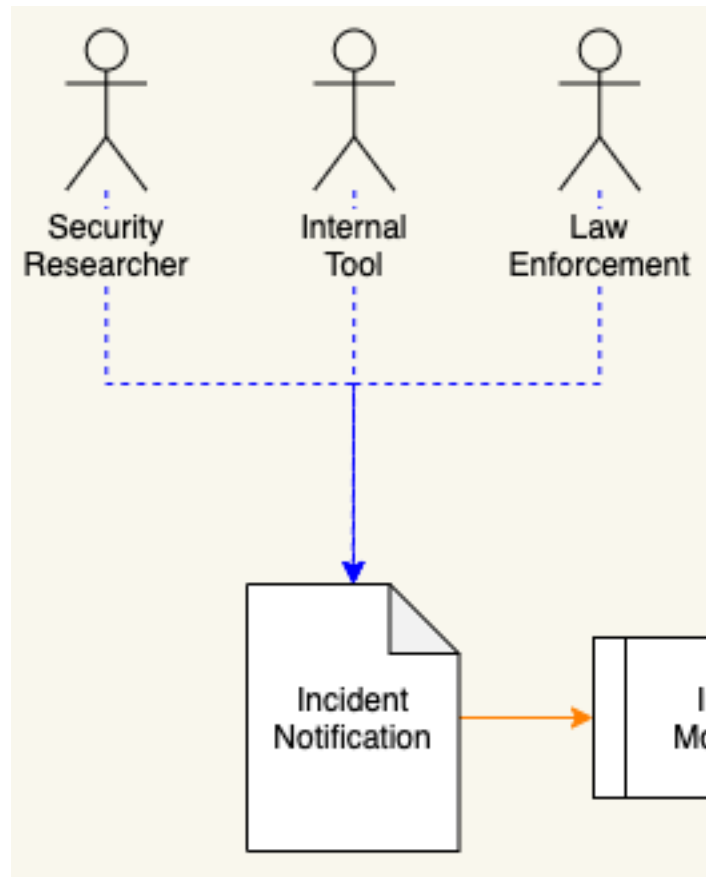 Security
Researcher
Internal
Tool
Law
Enforcement
Incident
Notification